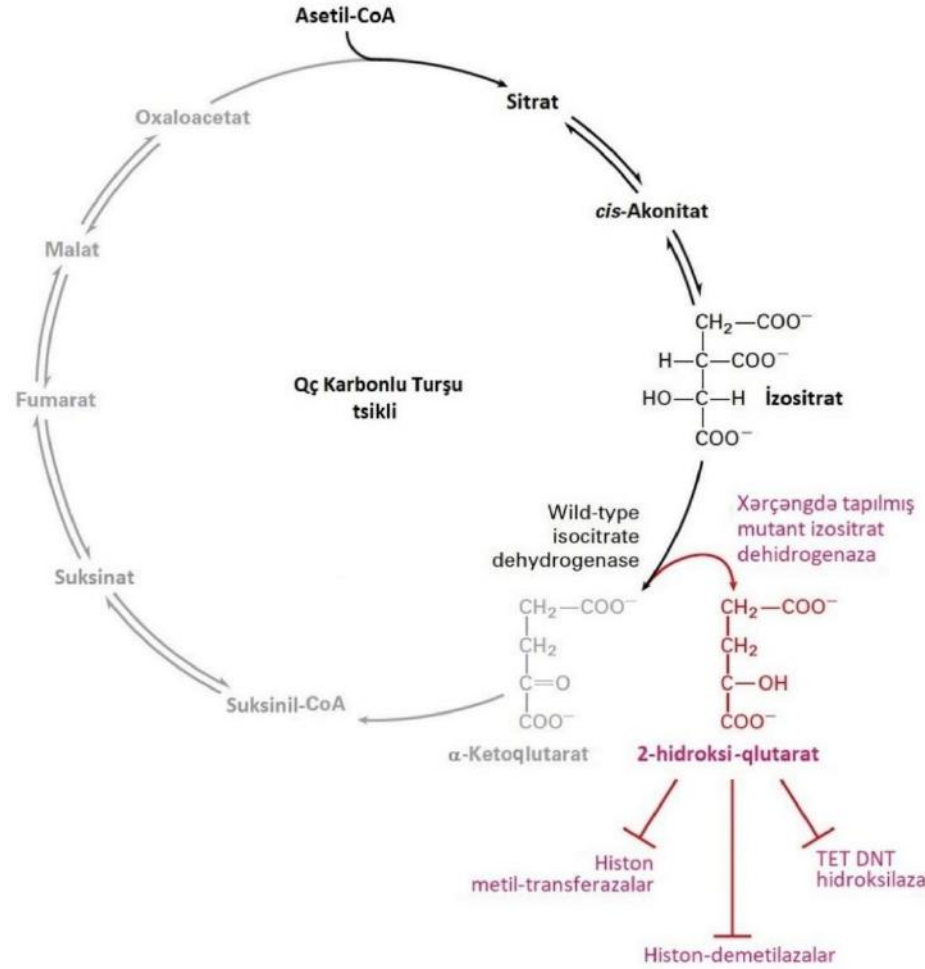 Asetil-CoA
Sitrat
Oxaloacetat
cis-Akonitat
Malat
CH₂—COO⁻
H—C—COO⁻
HO—C—H
COO⁻
İzositrat
Qç Karbonlu Turşu
tsikli
Fumarat
Wild-type
isocitrate
dehydrogenase
Xərçəngdə tapılmış
mutant izositrat
dehidrogenaza
Suksinat
CH₂—COO⁻
CH₂
C=O
COO⁻
α-Ketoqlutarat
CH₂—COO⁻
CH₂
C—OH
COO⁻
2-hidroksi-qlutarat
Suksinil-CoA
Histon
metil-transferazalar
TET DNT
hidroksilaza
Histon-demetilazalar